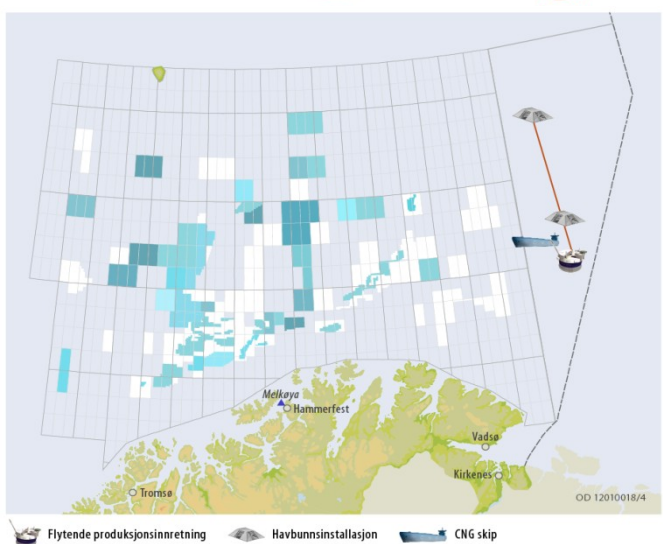 Melkøya
Hammerfest
Vadsø
Kirkenes
Tromsø
OD 12010018/4
Flytende produksjonsinnretning Havbunnsinstallasjon CNG skip